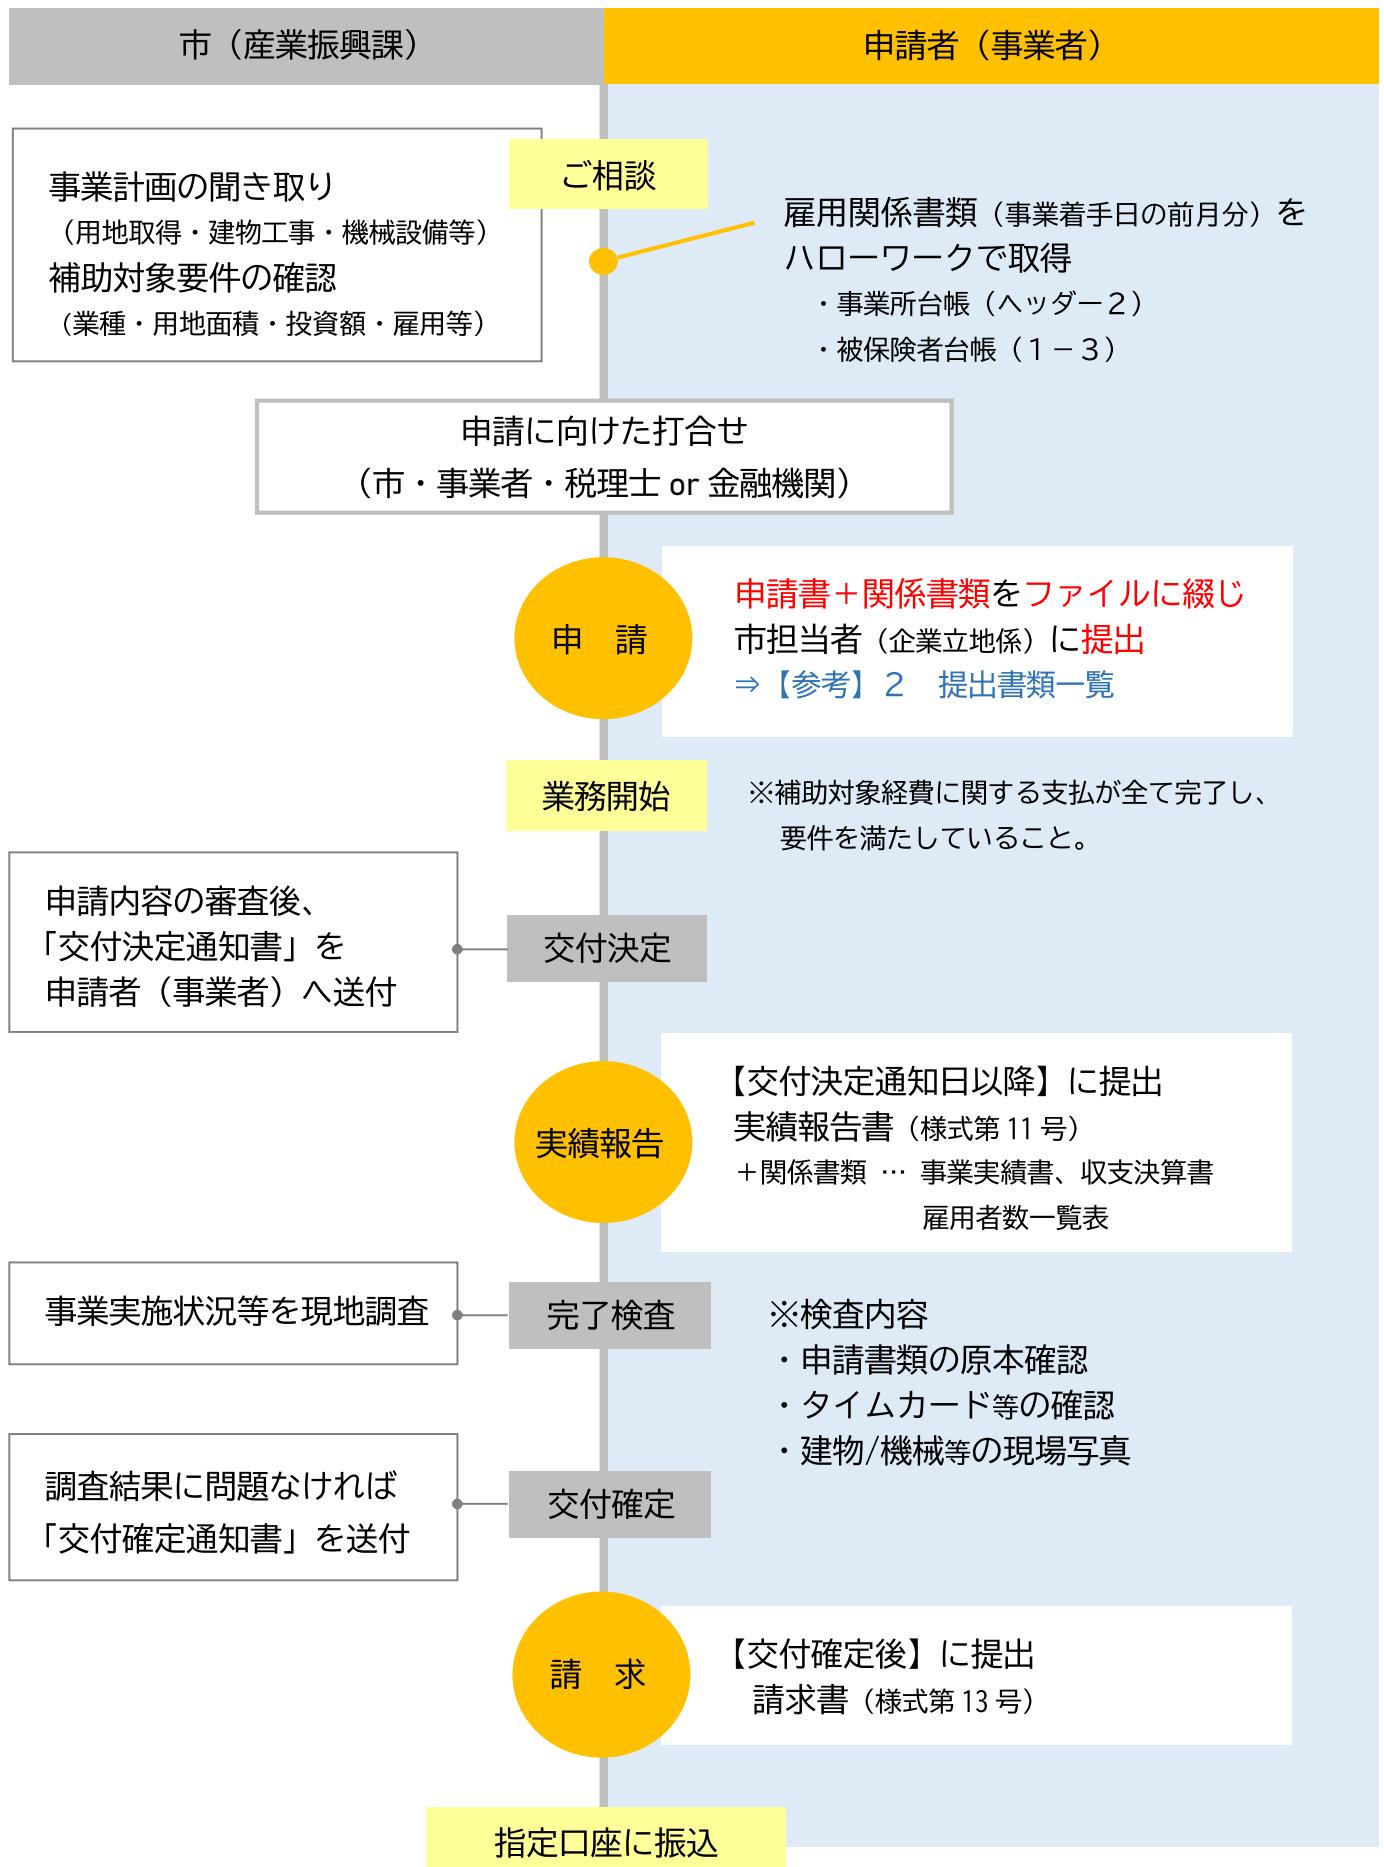 市（産業振興課）
申請者（事業者）
ご相談
事業計画の聞き取り
（用地取得・建物工事・機械設備等）
補助対象要件の確認
（業種・用地面積・投資額・雇用等）
雇用関係書類（事業着手日の前月分）を
ハローワークで取得
・事業所台帳（ヘッダー２）
・被保険者台帳（１－３）
申請に向けた打合せ
（市・事業者・税理士 or 金融機関）
申　請
申請書＋関係書類をファイルに綴じ
市担当者（企業立地係）に提出
⇒【参考】２　提出書類一覧
業務開始
※補助対象経費に関する支払が全て完了し、
要件を満たしていること。
申請内容の審査後、
「交付決定通知書」を
申請者（事業者）へ送付
交付決定
実績報告
【交付決定通知日以降】に提出
実績報告書（様式第 11 号）
＋関係書類 … 事業実績書、収支決算書
雇用者数一覧表
事業実施状況等を現地調査
完了検査
※検査内容
・申請書類の原本確認
・タイムカード等の確認
・建物/機械等の現場写真
調査結果に問題なければ
「交付確定通知書」を送付
交付確定
請　求
【交付確定後】に提出
請求書（様式第 13 号）
指定口座に振込